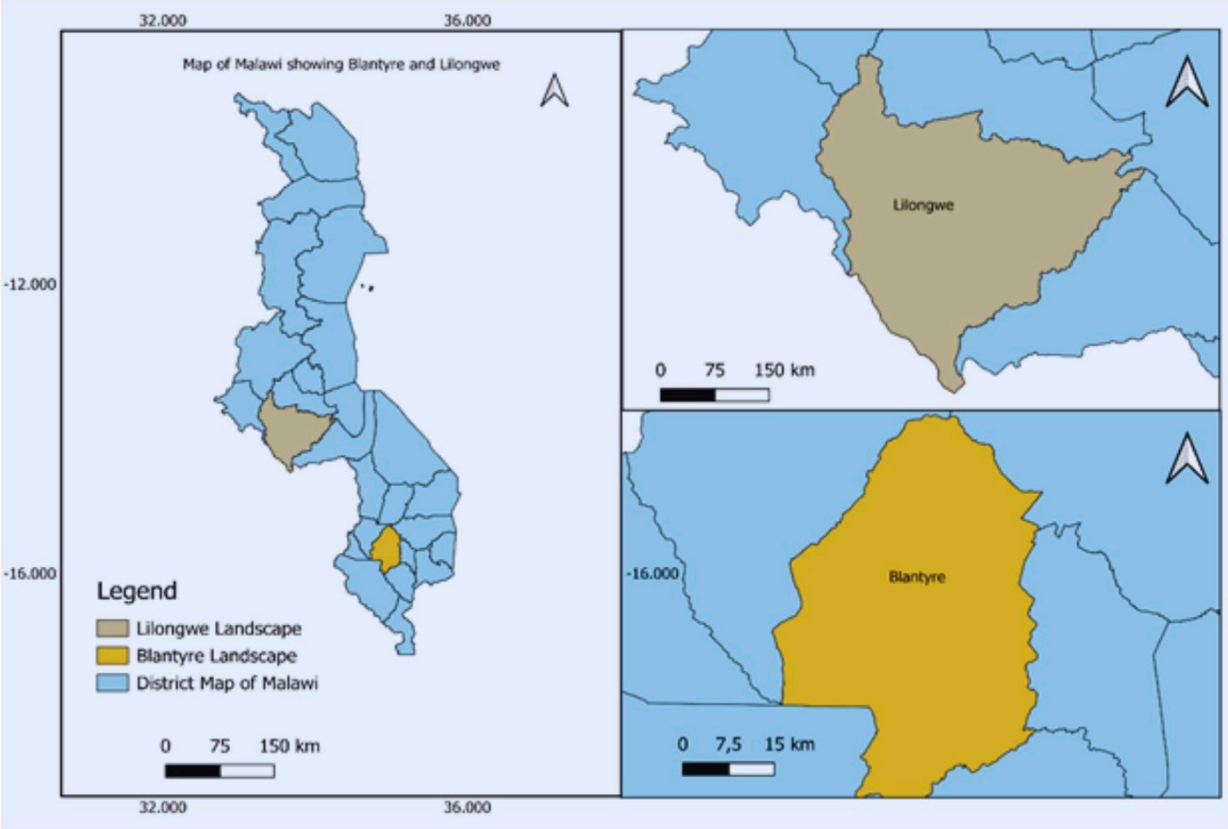 32.000 36.000
Map of Malawi showing Blantyre and Lilongwe
-12.000
-16.000
Legend
Lilongwe Landscape
Blantyre Landscape
District Map of Malawi
0 75 150 km
32.000 36.000
Lilongwe
0 75 150 km
-16.000
Blantyre
0 7,5 15 km